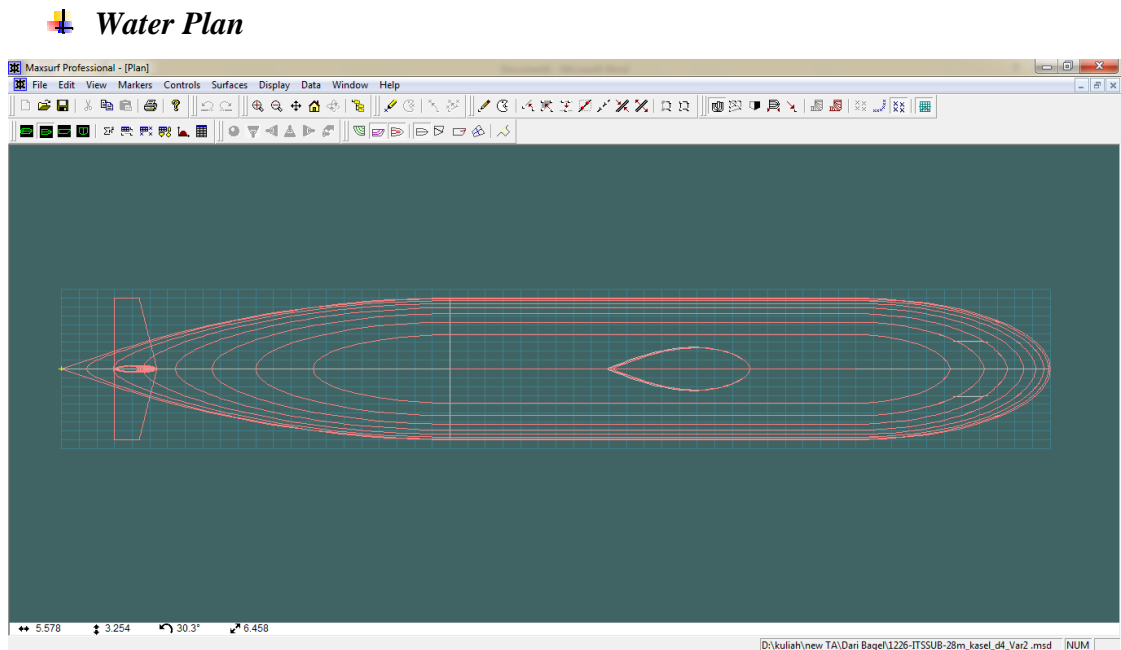 Water Plan
Maxsurf Professional - [Plan]
File Edit View Markers Controls Surfaces Display Data Window Help
5.578 3.254 30.3° 6.458
D:\kuliah\new TA\Dari Bagel\1226-ITSSUB-28m_kasel_d4_Var2 .msd NUM